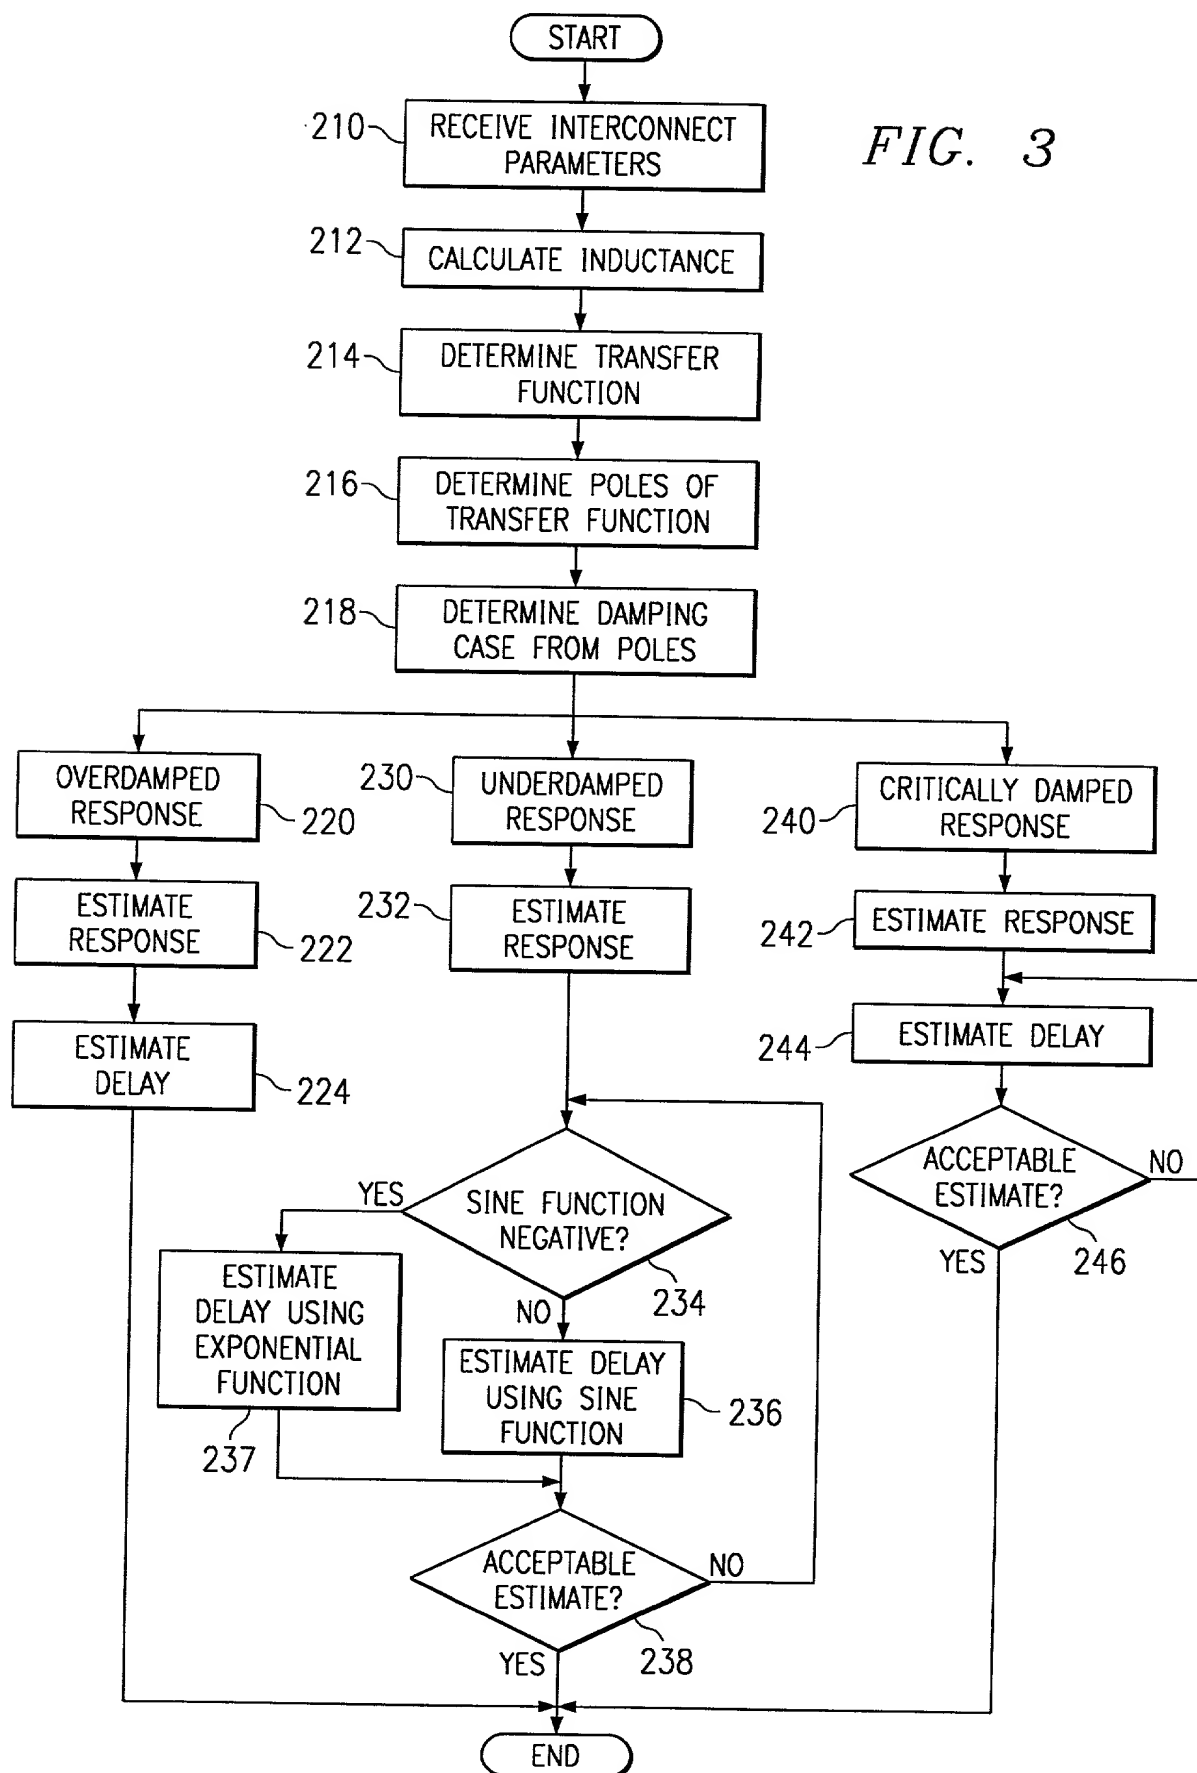 START
210
RECEIVE INTERCONNECT
PARAMETERS
FIG. 3
212
CALCULATE INDUCTANCE
214
DETERMINE TRANSFER
FUNCTION
216
DETERMINE POLES OF
TRANSFER FUNCTION
218
DETERMINE DAMPING
CASE FROM POLES
OVERDAMPED
RESPONSE
220
230
UNDERDAMPED
RESPONSE
240
CRITICALLY DAMPED
RESPONSE
ESTIMATE
RESPONSE
222
232
ESTIMATE
RESPONSE
242
ESTIMATE RESPONSE
ESTIMATE
DELAY
224
244
ESTIMATE DELAY
YES
SINE FUNCTION
NEGATIVE?
234
NO
ACCEPTABLE
ESTIMATE?
NO
246
YES
ESTIMATE
DELAY USING
EXPONENTIAL
FUNCTION
237
ESTIMATE DELAY
USING SINE
FUNCTION
236
ACCEPTABLE
ESTIMATE?
NO
238
YES
END